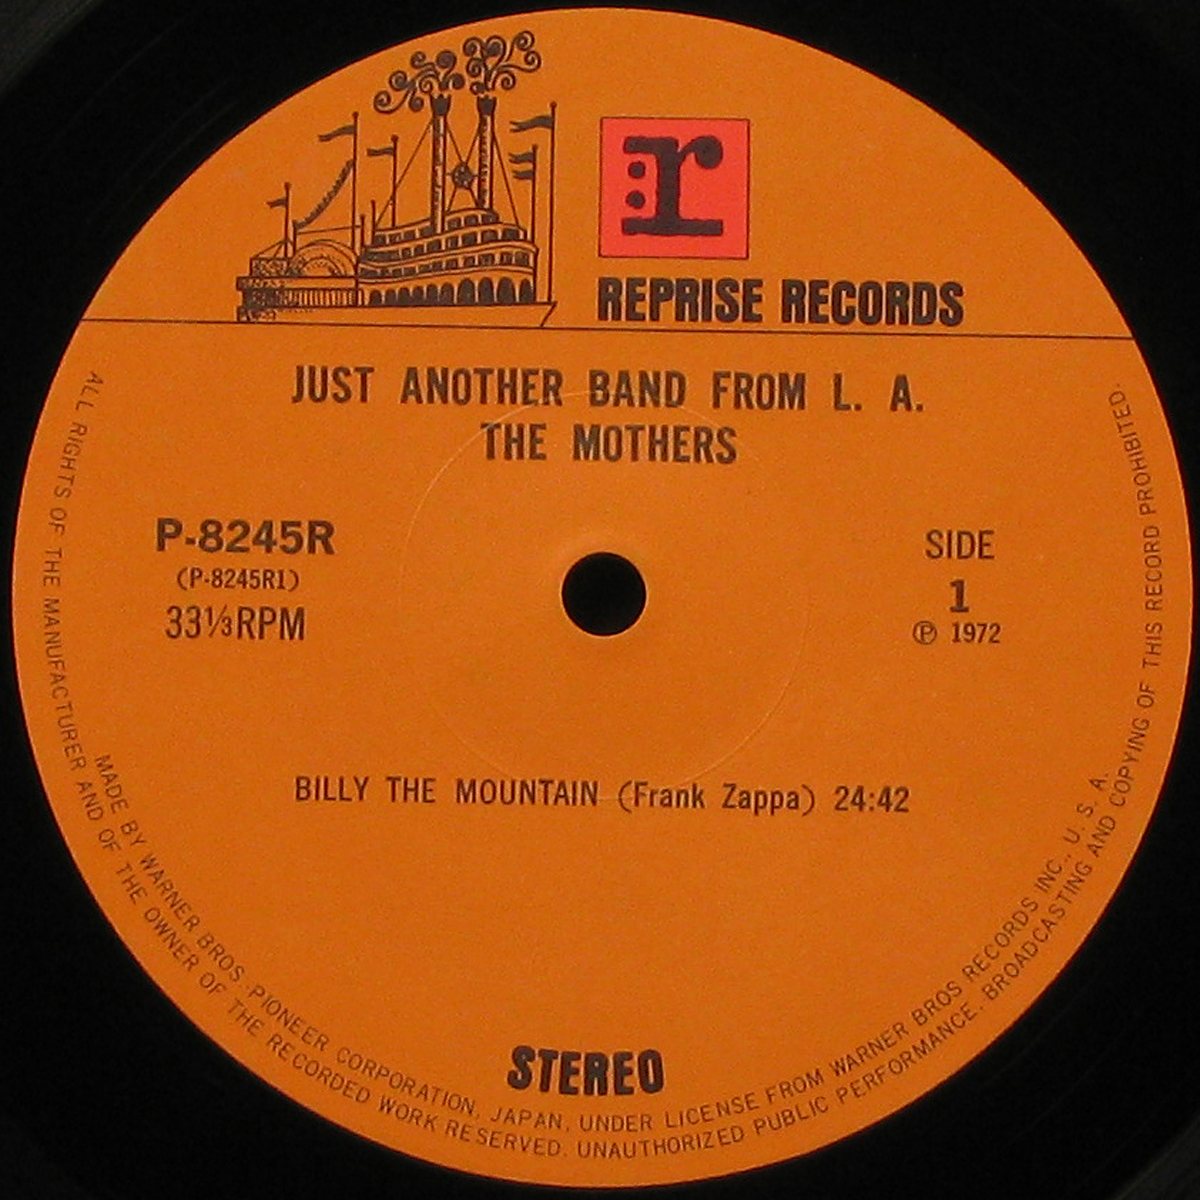 r:
REPRISE RECORDS
JUST ANOTHER BAND FROM L. A.
THE MOTHERS
P-8245R
(P-8245R1)
33⅓RPM
SIDE
1
Ⓟ 1972
BILLY THE MOUNTAIN (Frank Zappa) 24:42
STEREO
MADE BY WARNER BROS.-PIONEER CORPORATION, JAPAN, UNDER LICENSE FROM WARNER BROS RECORDS INC., U. S. A.
ALL RIGHTS OF THE MANUFACTURER AND OF THE OWNER OF THE RECORDED WORK RESERVED. UNAUTHORIZED PUBLIC PERFORMANCE, BROADCASTING AND COPYING OF THIS RECORD PROHIBITED.